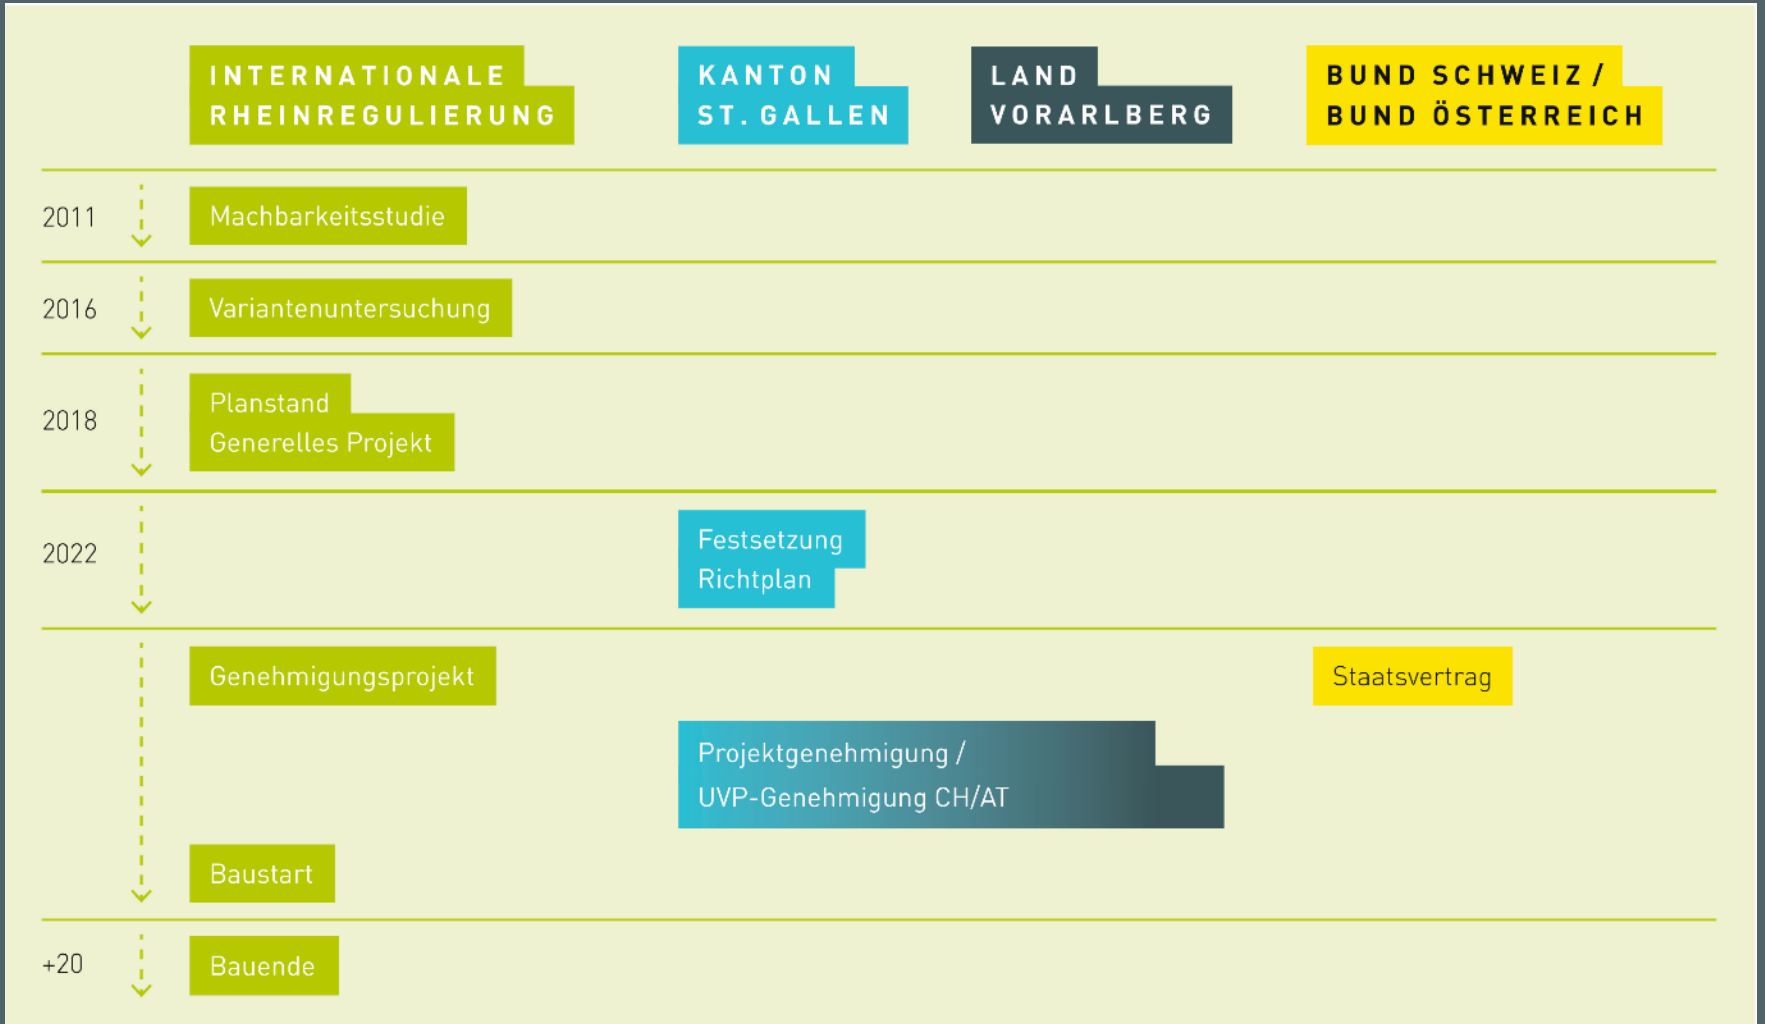 INTERNATIONALE
RHEINREGULIERUNG
KANTON
ST. GALLEN
LAND
VORARLBERG
BUND SCHWEIZ /
BUND ÖSTERREICH
2011
Machbarkeitsstudie
2016
Variantenuntersuchung
2018
Planstand
Generelles Projekt
2022
Festsetzung
Richtplan
Genehmigungsprojekt
Staatsvertrag
Projektgenehmigung /
UVP-Genehmigung CH/AT
Baustart
+20
Bauende